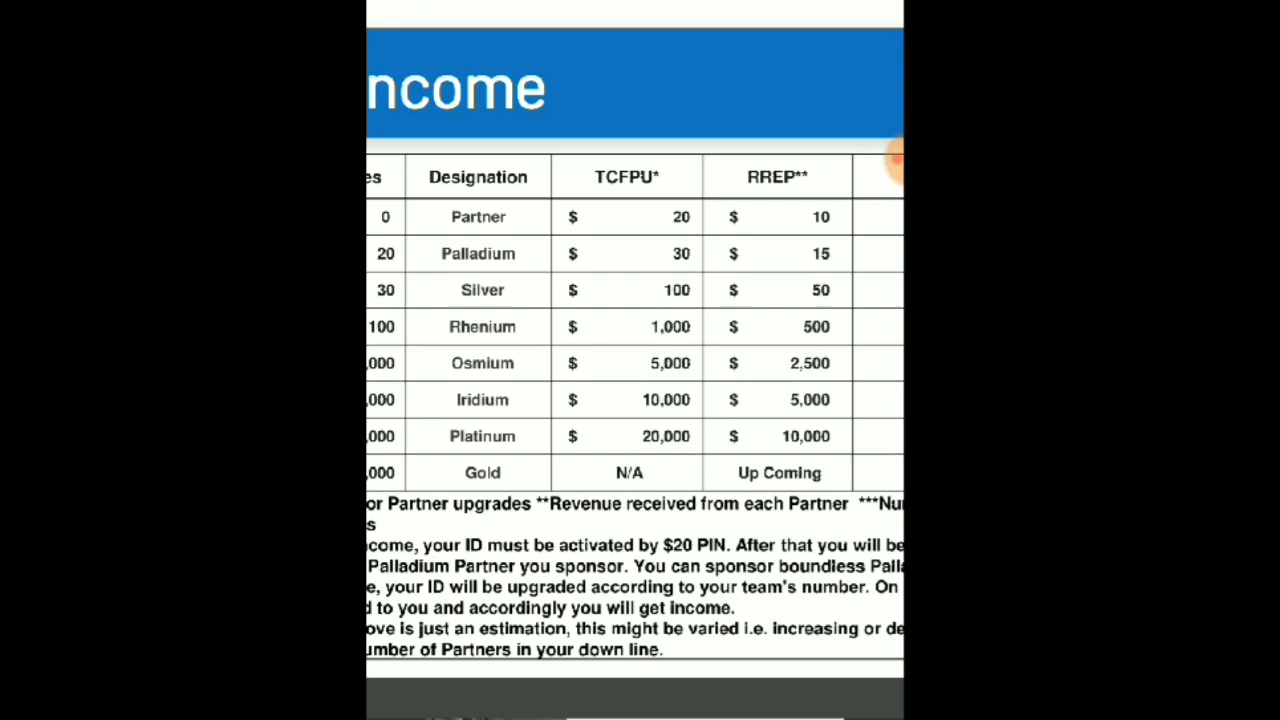 ncome
es Designation TCFPU* RREP**
0 Partner $ 20 $ 10
20 Palladium $ 30 $ 15
30 Silver $ 100 $ 50
100 Rhenium $ 1,000 $ 500
,000 Osmium $ 5,000 $ 2,500
,000 Iridium $ 10,000 $ 5,000
,000 Platinum $ 20,000 $ 10,000
,000 Gold N/A Up Coming
or Partner upgrades **Revenue received from each Partner ***Nu
s
come, your ID must be activated by $20 PIN. After that you will be
Palladium Partner you sponsor. You can sponsor boundless Pall
e, your ID will be upgraded according to your team's number. On
d to you and accordingly you will get income.
ove is just an estimation, this might be varied i.e. increasing or de
umber of Partners in your down line.